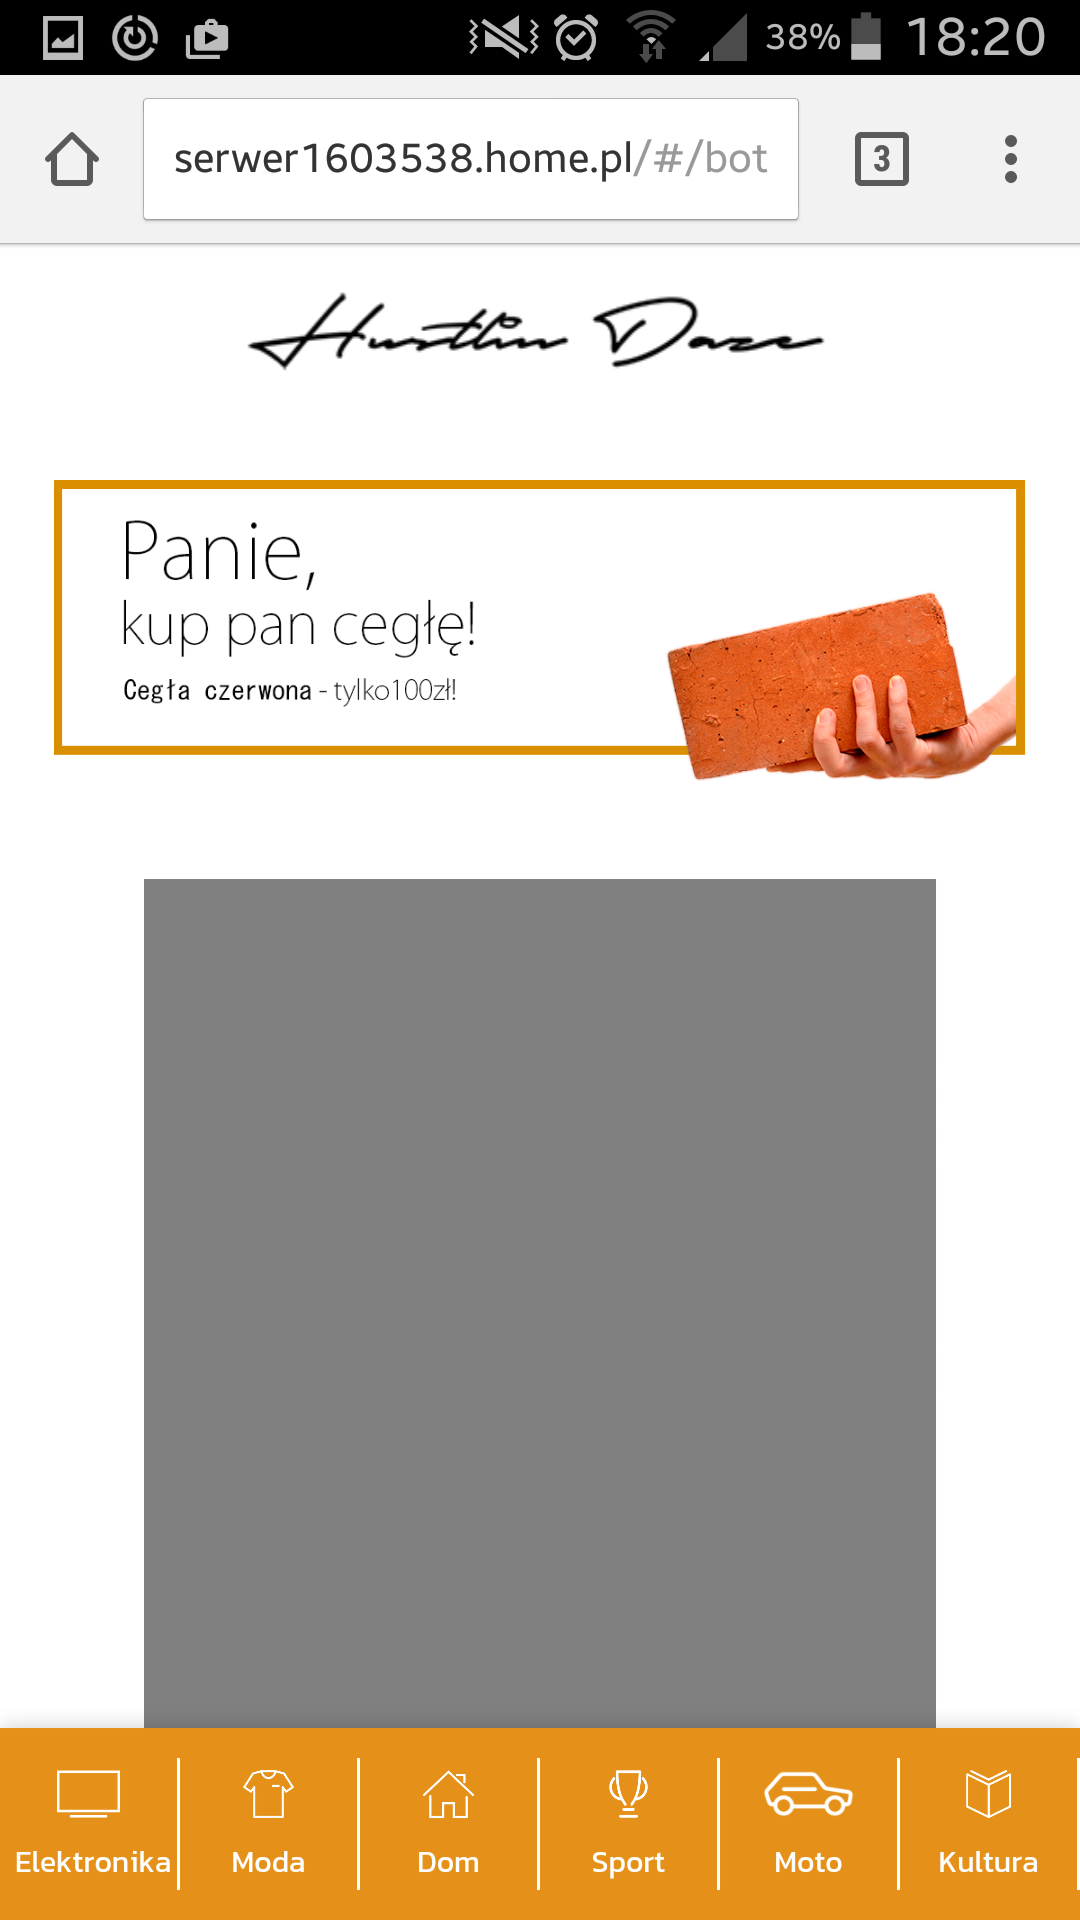 38% 18:20
serwer1603538.home.pl/#/bot
3
Hustlin Daze
Panie,
kup pan cegłę!
Cegła czerwona - tylko100zł!
Elektronika Moda Dom Sport Moto Kultura